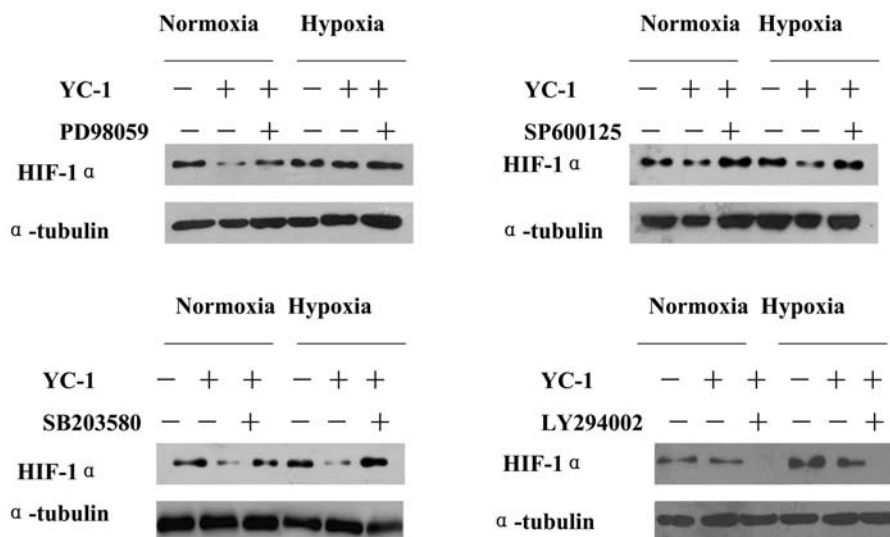 Normoxia Hypoxia
YC-1 − + + − + +
PD98059 − − + − − +
HIF-1 α
α -tubulin
Normoxia Hypoxia
YC-1 − + + − + +
SP600125 − − + − − +
HIF-1 α
α -tubulin
Normoxia Hypoxia
YC-1 − + + − + +
SB203580 − − + − − +
HIF-1 α
α -tubulin
Normoxia Hypoxia
YC-1 − + + − + +
LY294002 − − + − − +
HIF-1 α
α -tubulin